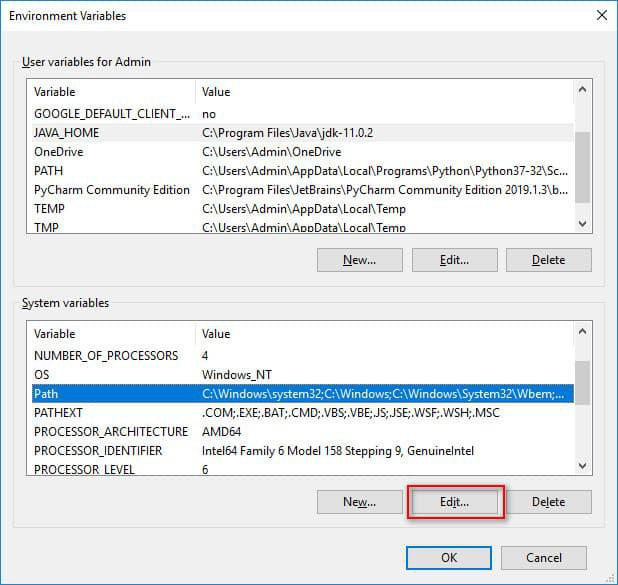 Environment Variables
User variables for Admin
Variable Value
GOOGLE_DEFAULT_CLIENT_... no
JAVA_HOME C:\Program Files\Java\jdk-11.0.2
OneDrive C:\Users\Admin\OneDrive
PATH C:\Users\Admin\AppData\Local\Programs\Python\Python37-32\Sc...
PyCharm Community Edition C:\Program Files\JetBrains\PyCharm Community Edition 2019.1.3\b...
TEMP C:\Users\Admin\AppData\Local\Temp
TMP C:\Users\Admin\AppData\Local\Temp
New... Edit... Delete
System variables
Variable Value
NUMBER_OF_PROCESSORS 4
OS Windows_NT
Path C:\Windows\system32;C:\Windows;C:\Windows\System32\Wbem;...
PATHEXT .COM;.EXE;.BAT;.CMD;.VBS;.VBE;.JS;.JSE;.WSF;.WSH;.MSC
PROCESSOR_ARCHITECTURE AMD64
PROCESSOR_IDENTIFIER Intel64 Family 6 Model 158 Stepping 9, GenuineIntel
PROCESSOR_LEVEL 6
New... Edit... Delete
OK Cancel